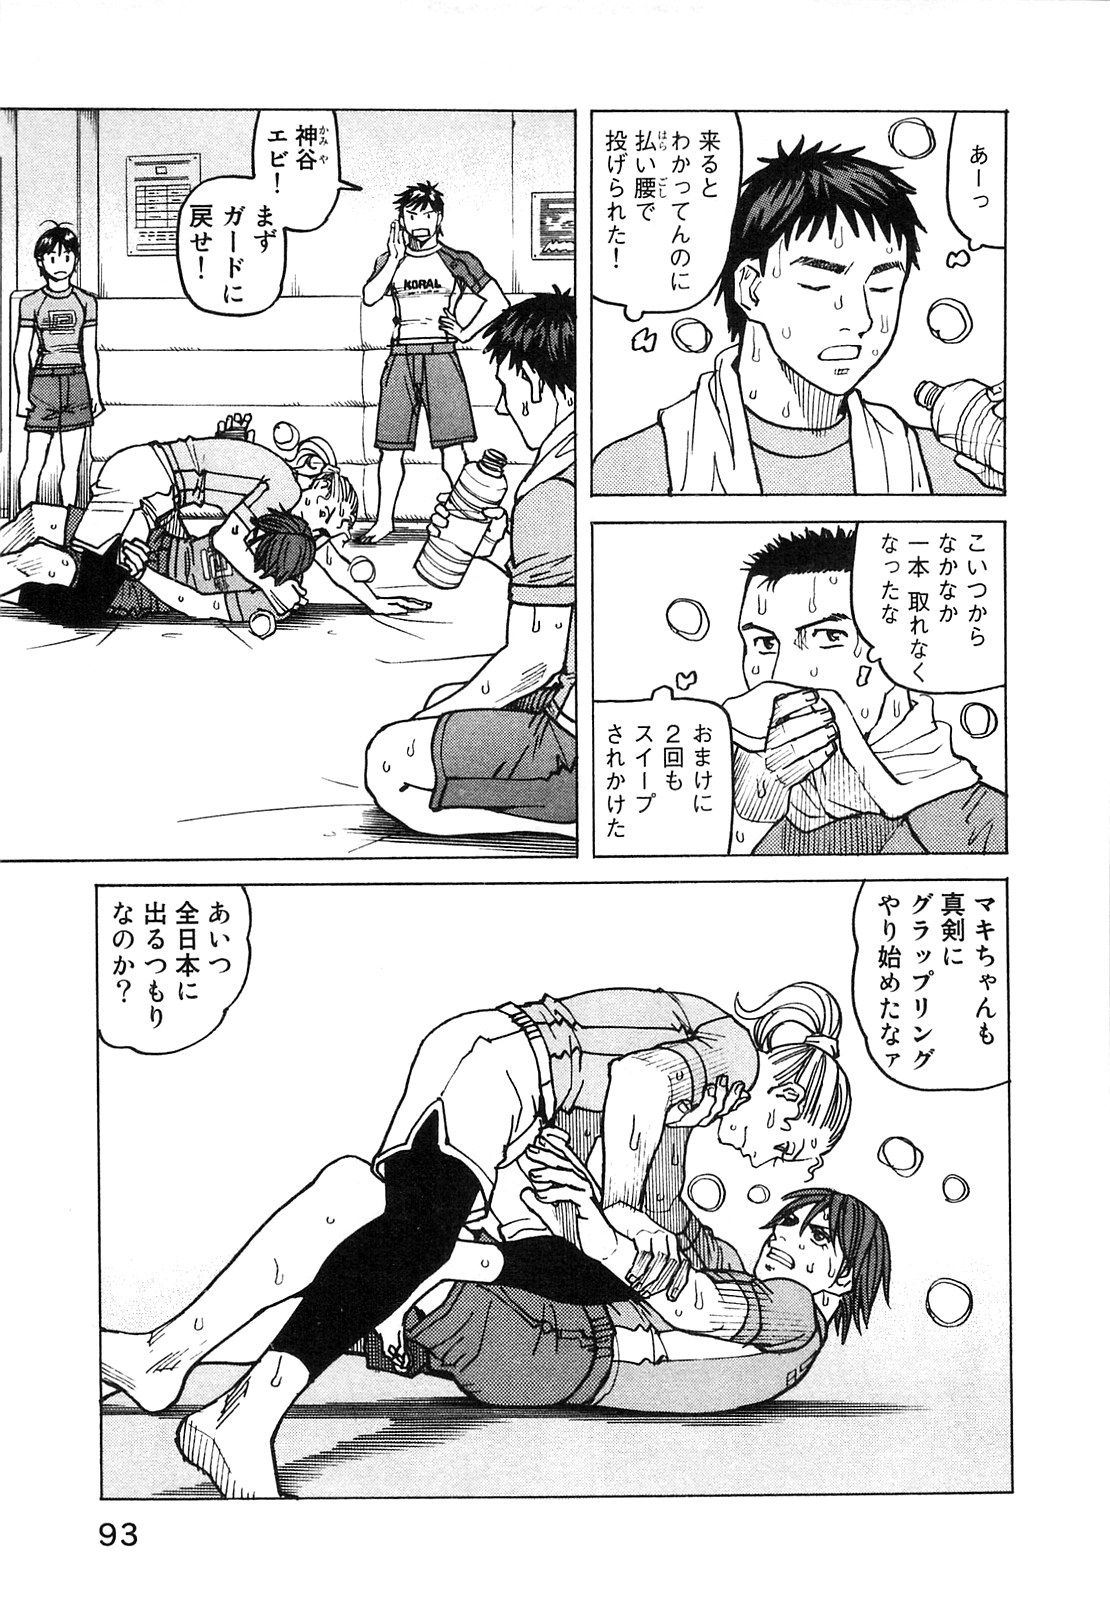 あーっ
来ると
わかってんのに
払い腰で
投げられた！
こいつから
なかなか
一本 取れなく
なったな
おまけに
2回も
スイープ
されかけた
神谷
エビ！
まず
ガードに
戻せ！
KORAL
マキちゃんも
真剣に
グラップリング
やり始めたなァ
あいつ
全日本に
出るつもり
なのか？
93